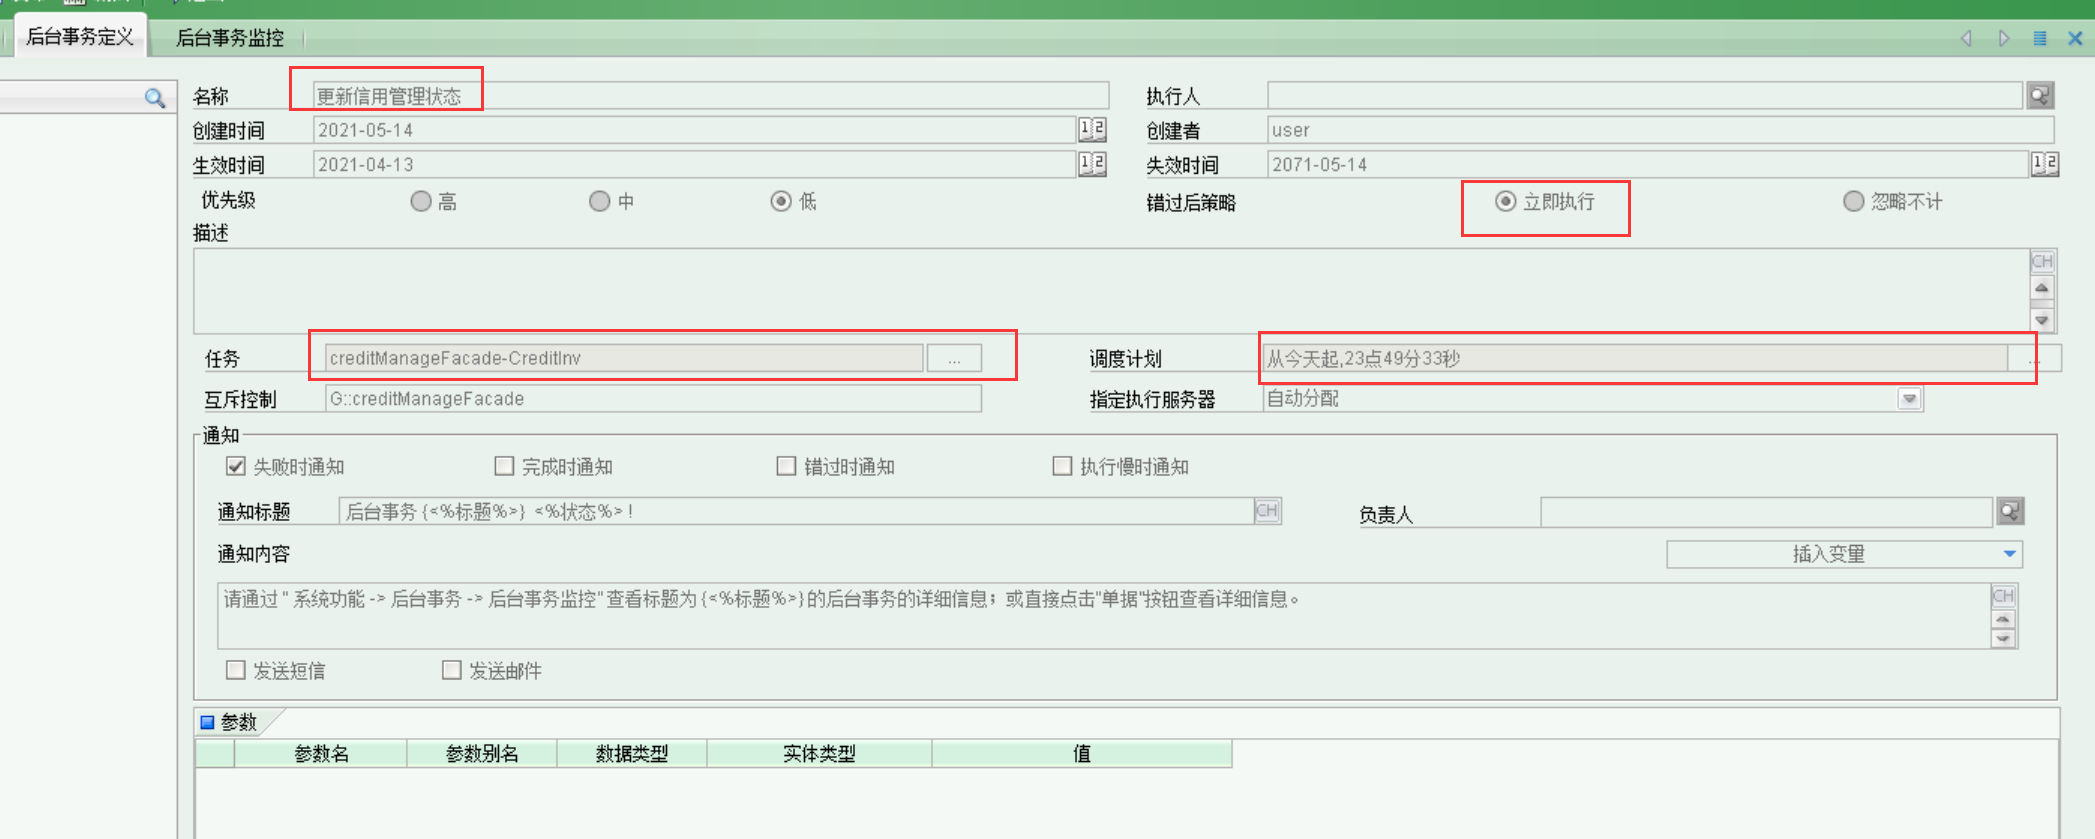 后台事务定义 后台事务监控
名称 更新信用管理状态 执行人
创建时间 2021-05-14 12 创建者 user
生效时间 2021-04-13 12 失效时间 2071-05-14 12
优先级 高 中 低 错过后策略 立即执行 忽略不计
描述
CH
任务 creditManageFacade-CreditInv ... 调度计划 从今天起,23点49分33秒 ...
互斥控制 G::creditManageFacade 指定执行服务器 自动分配
通知
失败时通知 完成时通知 错过时通知 执行慢时通知
通知标题 后台事务 {<%标题%>} <%状态%> ! CH 负责人
通知内容 插入变量
请通过 " 系统功能 -> 后台事务 -> 后台事务监控" 查看标题为 {<%标题%>} 的后台事务的详细信息；或直接点击"单据"按钮查看详细信息。 CH
发送短信 发送邮件
参数
参数名 参数别名 数据类型 实体类型 值